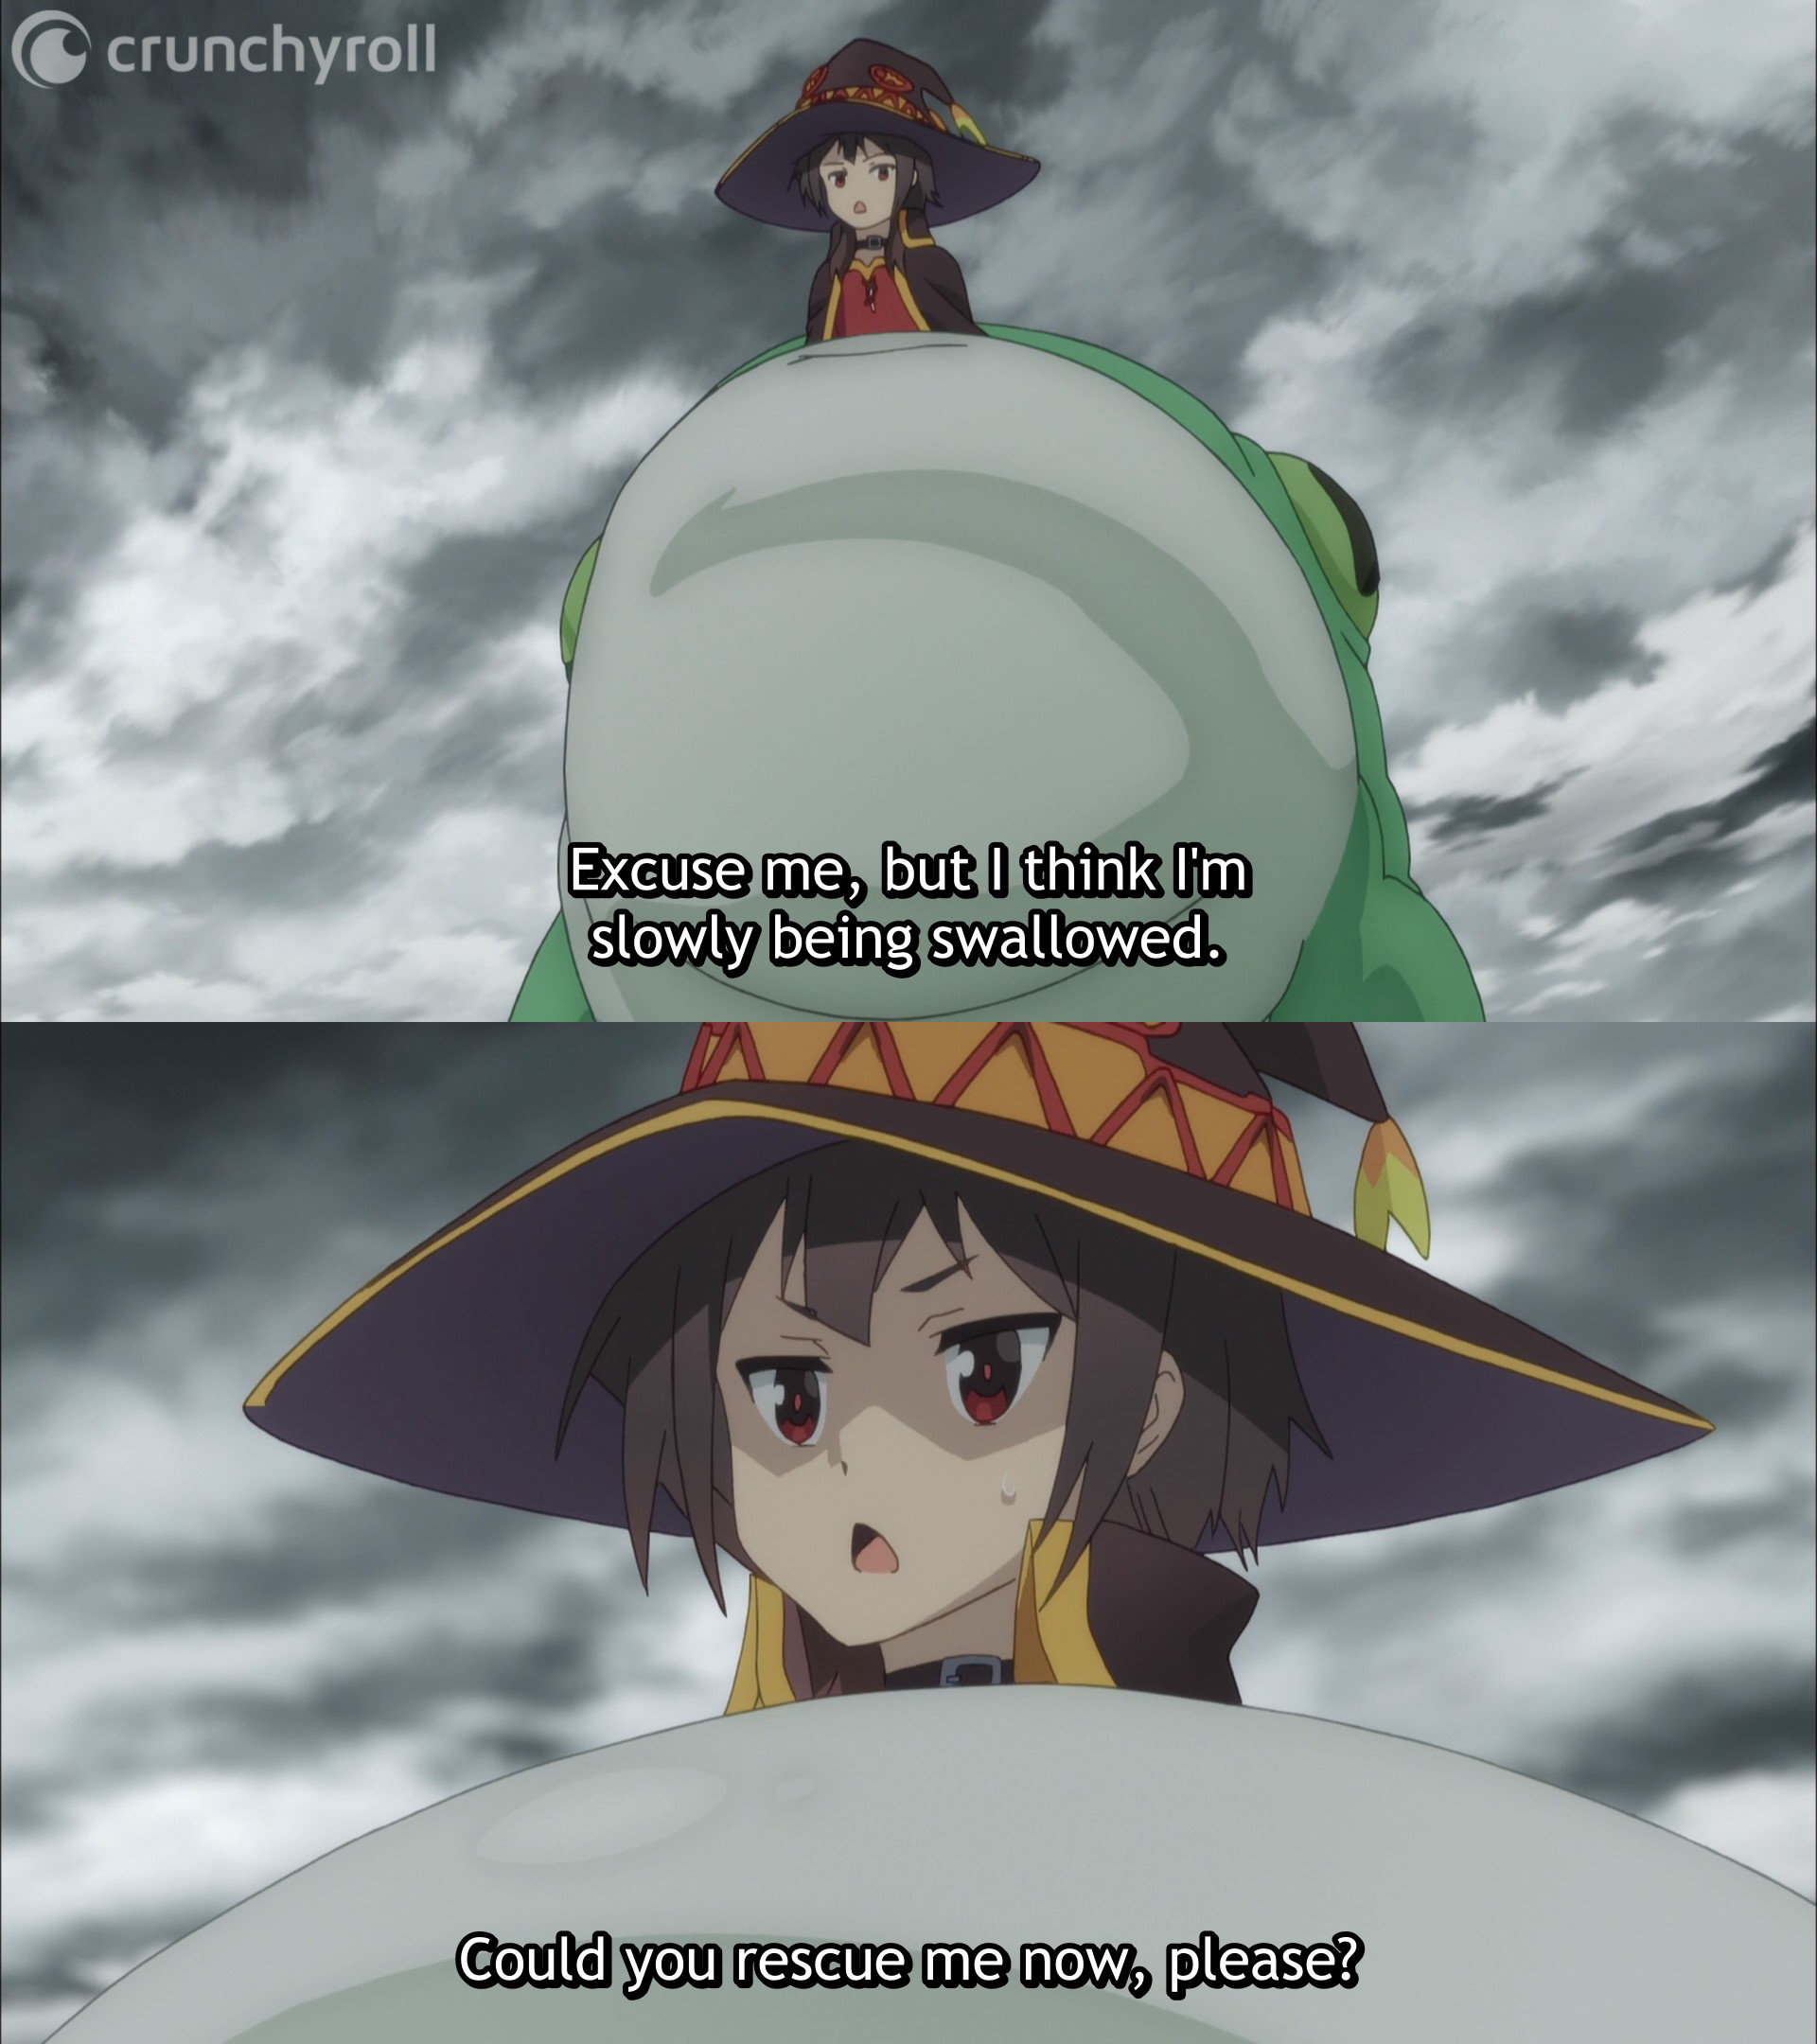 crunchyroll
Excuse me, but I think I'm
slowly being swallowed.
Could you rescue me now, please?